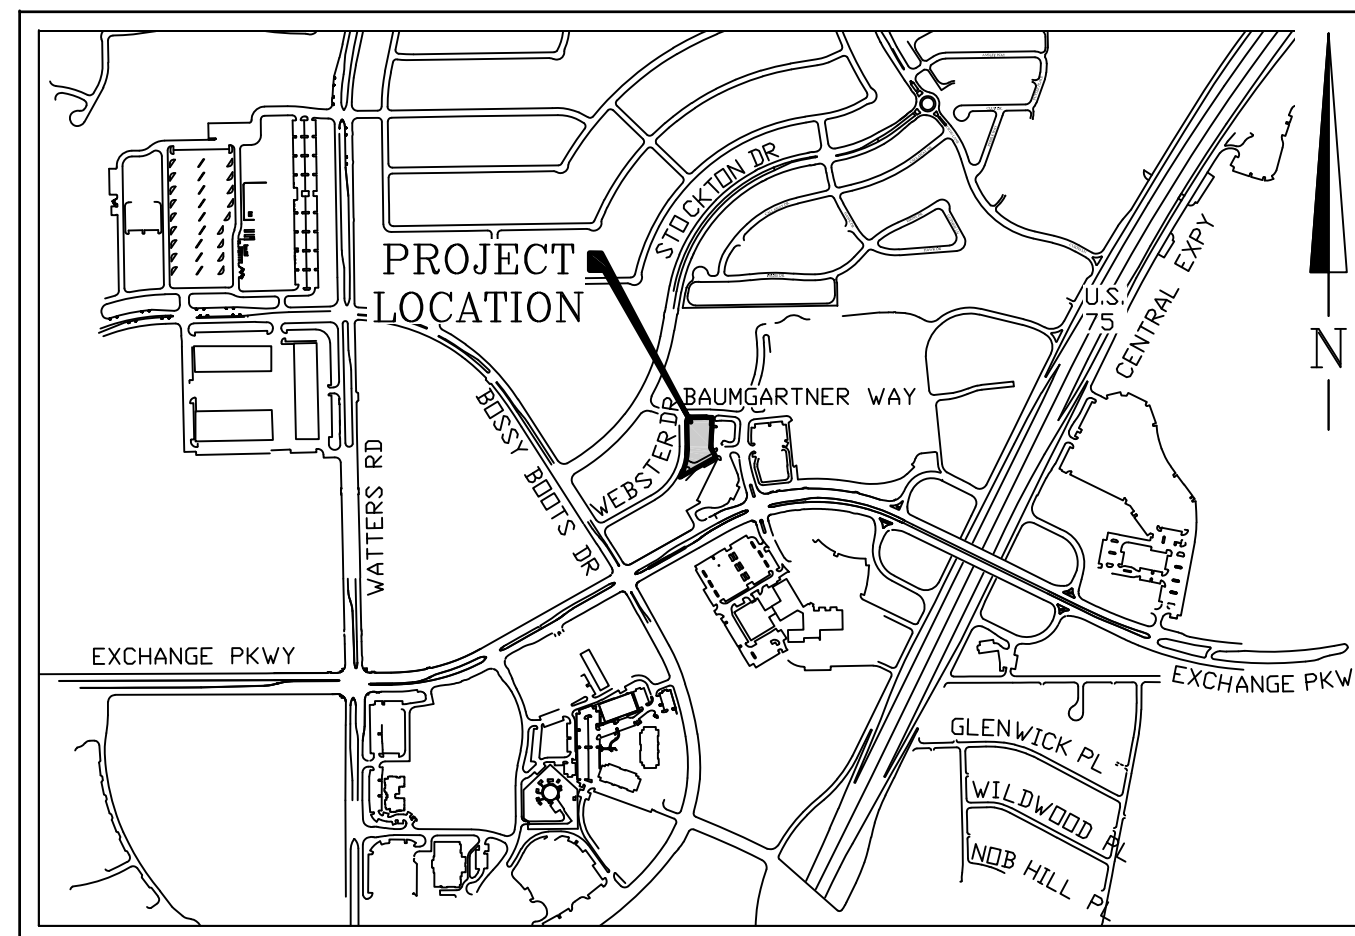 STOCKTON DR
PROJECT
LOCATION
U.S.
75
CENTRAL EXPY
N
BAUMGARTNER WAY
WEBSTER DR
BOSSY BOOTS DR
WATTERS RD
EXCHANGE PKWY
EXCHANGE PKW
GLENWICK PL
WILDWOOD PL
NOB HILL PL